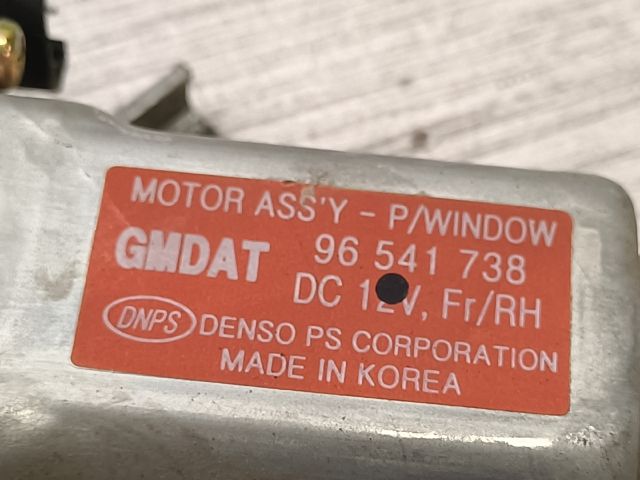 MOTOR ASS'Y - P/WINDOW
GMDAT 96 541 738
DC 12V, Fr/RH
DNPS DENSO PS CORPORATION
MADE IN KOREA